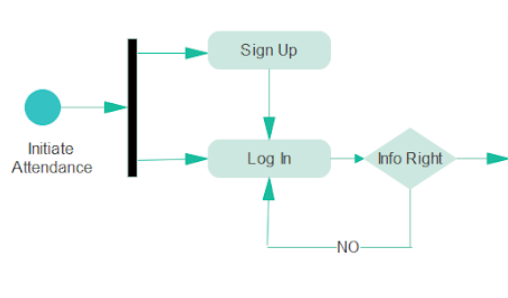 Sign Up
Initiate
Attendance
Log In
Info Right
NO